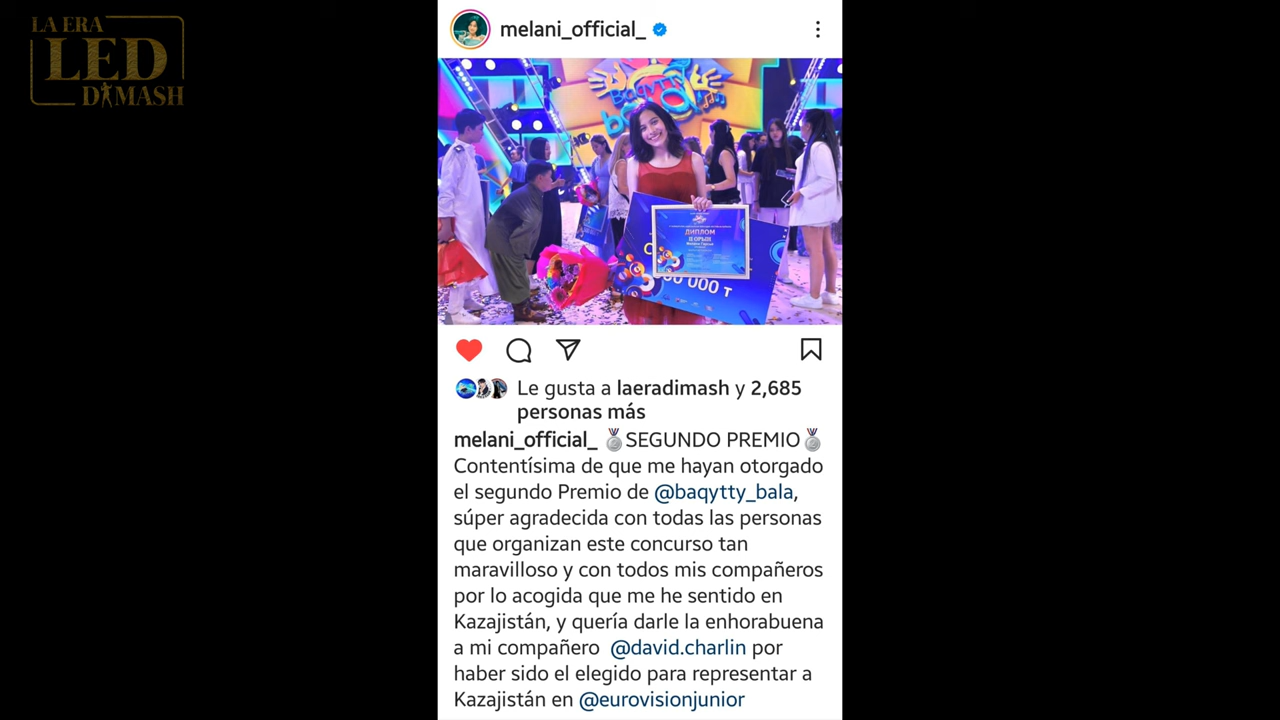 LA ERA
LED
DIMASH
melani_official_
Baqytty
bala
ДИПЛОМ
II ОРЫН
000 Т
Le gusta a laeradimash y 2,685
personas más
melani_official_ 🥈SEGUNDO PREMIO🥈
Contentísima de que me hayan otorgado
el segundo Premio de @baqytty_bala,
súper agradecida con todas las personas
que organizan este concurso tan
maravilloso y con todos mis compañeros
por lo acogida que me he sentido en
Kazajistán, y quería darle la enhorabuena
a mi compañero @david.charlin por
haber sido el elegido para representar a
Kazajistán en @eurovisionjunior